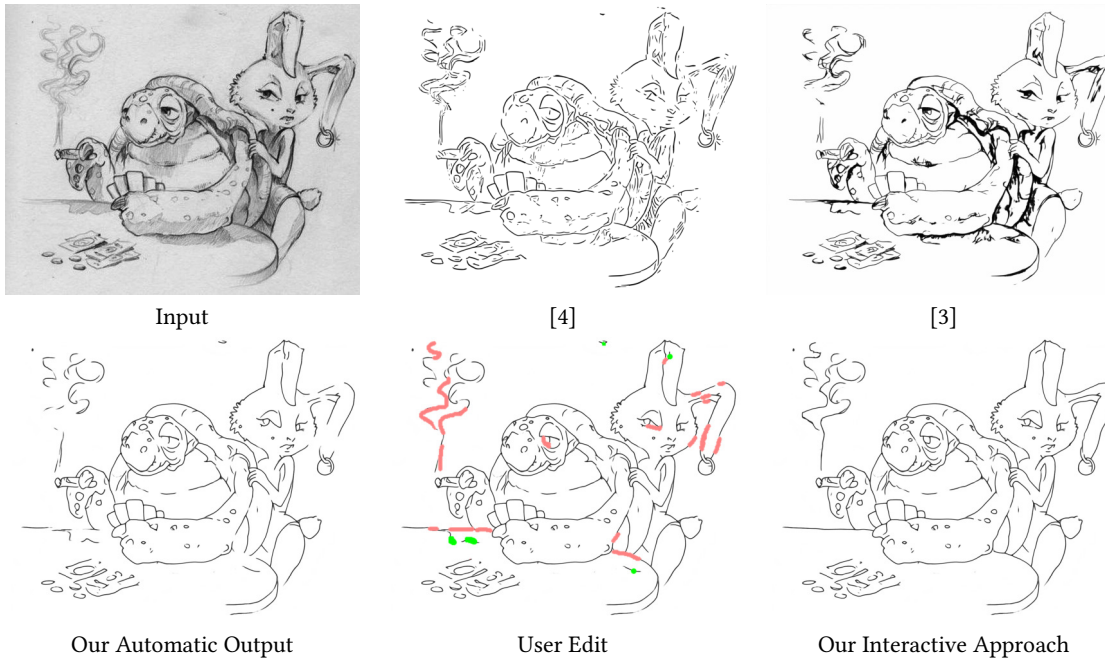 Input
[4]
[3]
Our Automatic Output
User Edit
Our Interactive Approach